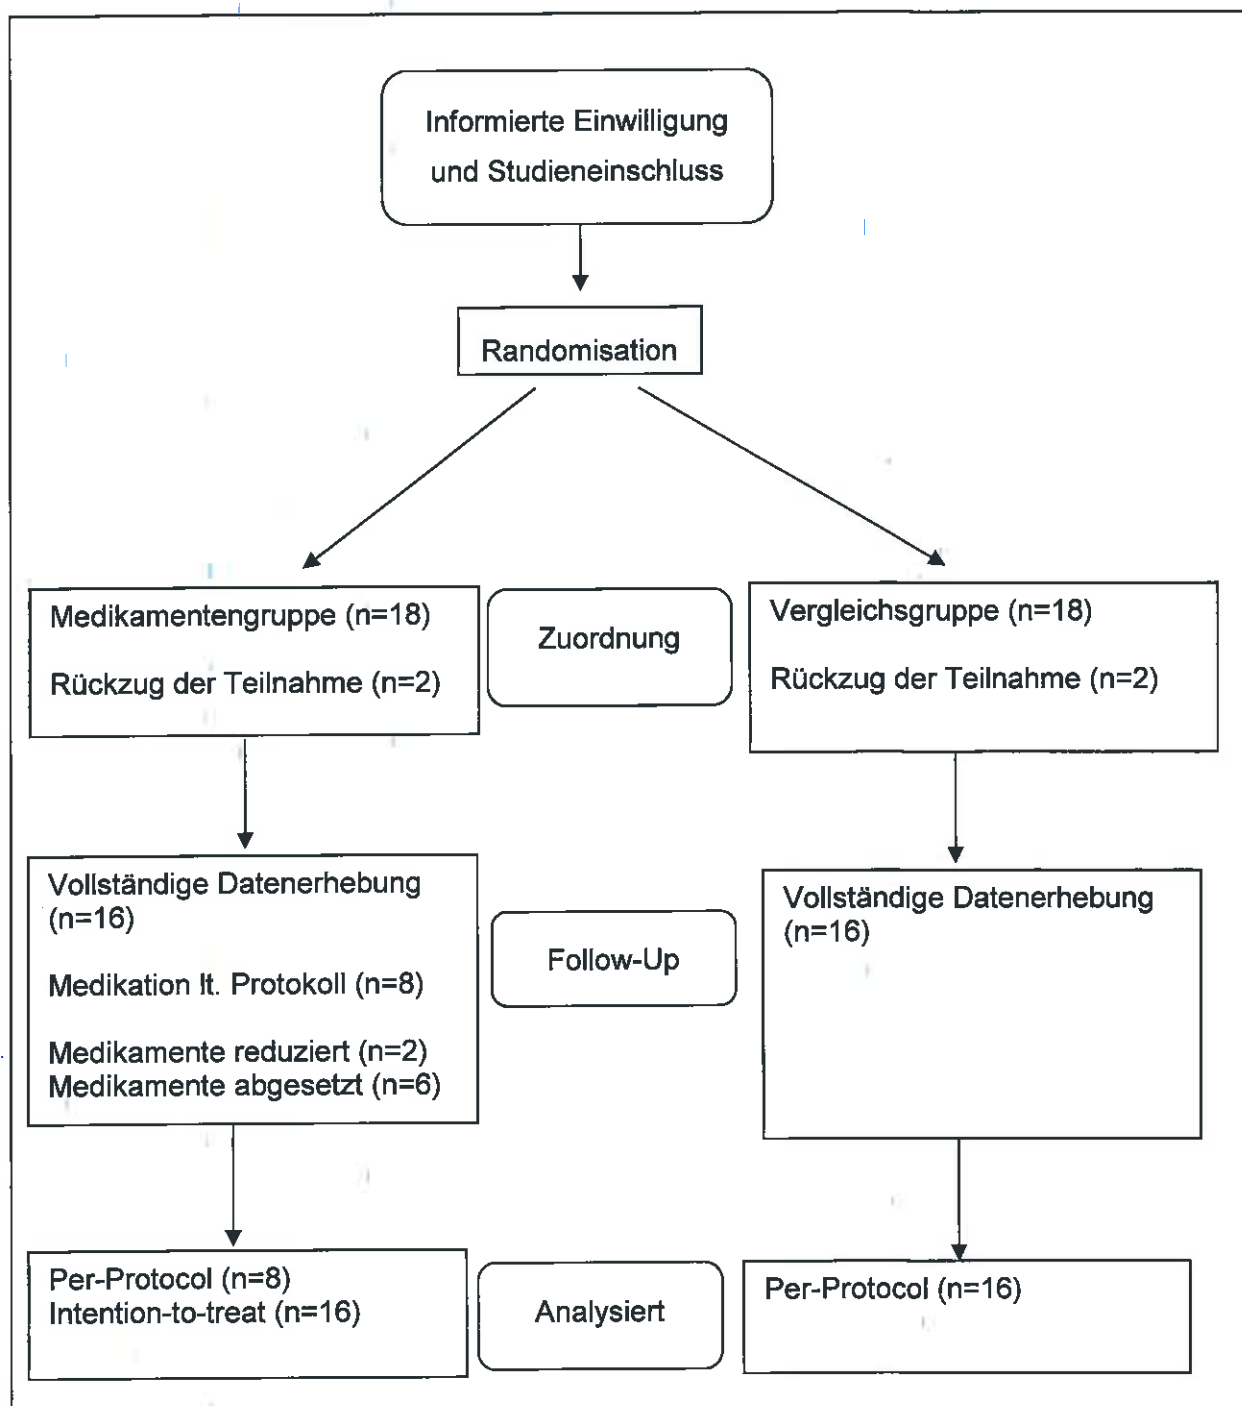 Informierte Einwilligung
und Studieneinschluss
Randomisation
Medikamentengruppe (n=18)
Rückzug der Teilnahme (n=2)
Zuordnung
Vergleichsgruppe (n=18)
Rückzug der Teilnahme (n=2)
Vollständige Datenerhebung
(n=16)
Medikation lt. Protokoll (n=8)
Medikamente reduziert (n=2)
Medikamente abgesetzt (n=6)
Follow-Up
Vollständige Datenerhebung
(n=16)
Per-Protocol (n=8)
Intention-to-treat (n=16)
Analysiert
Per-Protocol (n=16)